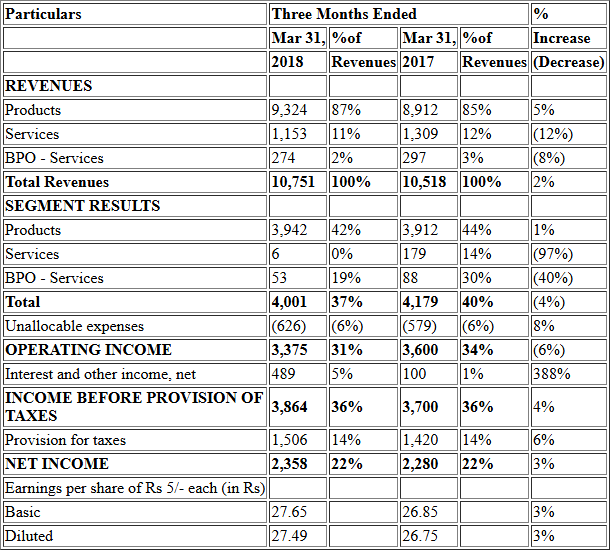 Particulars Three Months Ended %
Mar 31, %of Mar 31, %of Increase
2018 Revenues 2017 Revenues (Decrease)
REVENUES
Products 9,324 87% 8,912 85% 5%
Services 1,153 11% 1,309 12% (12%)
BPO - Services 274 2% 297 3% (8%)
Total Revenues 10,751 100% 10,518 100% 2%
SEGMENT RESULTS
Products 3,942 42% 3,912 44% 1%
Services 6 0% 179 14% (97%)
BPO - Services 53 19% 88 30% (40%)
Total 4,001 37% 4,179 40% (4%)
Unallocable expenses (626) (6%) (579) (6%) 8%
OPERATING INCOME 3,375 31% 3,600 34% (6%)
Interest and other income, net 489 5% 100 1% 388%
INCOME BEFORE PROVISION OF
TAXES 3,864 36% 3,700 36% 4%
Provision for taxes 1,506 14% 1,420 14% 6%
NET INCOME 2,358 22% 2,280 22% 3%
Earnings per share of Rs 5/- each (in Rs)
Basic 27.65 26.85 3%
Diluted 27.49 26.75 3%